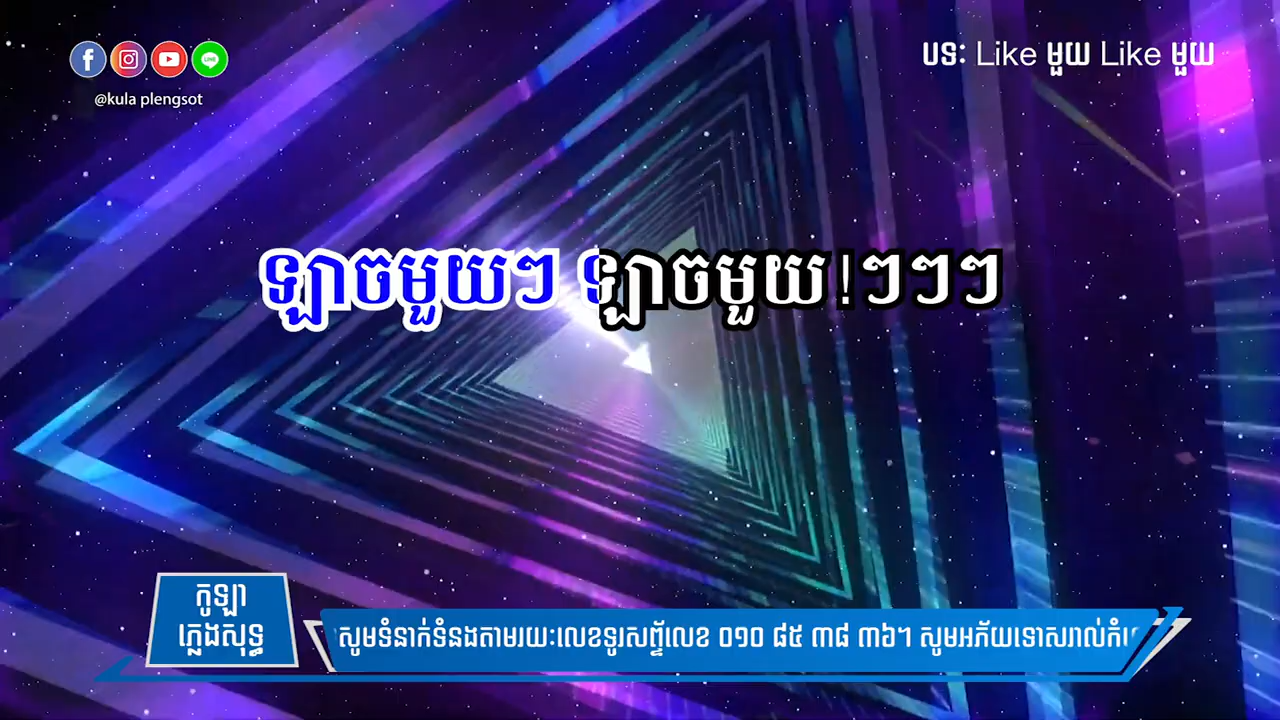 @kula plengsot
បទ: Like មួយ Like មួយ
ឡាចមួយៗ ឡាចមួយ!ៗៗៗ
កូឡា
ភ្លេងសុទ្ធ
សូមទំនាក់ទំនងតាមរយ:លេខទូរសព្ទ័លេខ ០១០ ៨៥ ៣៨ ៣៦។ សូមអភ័យទោសរាល់